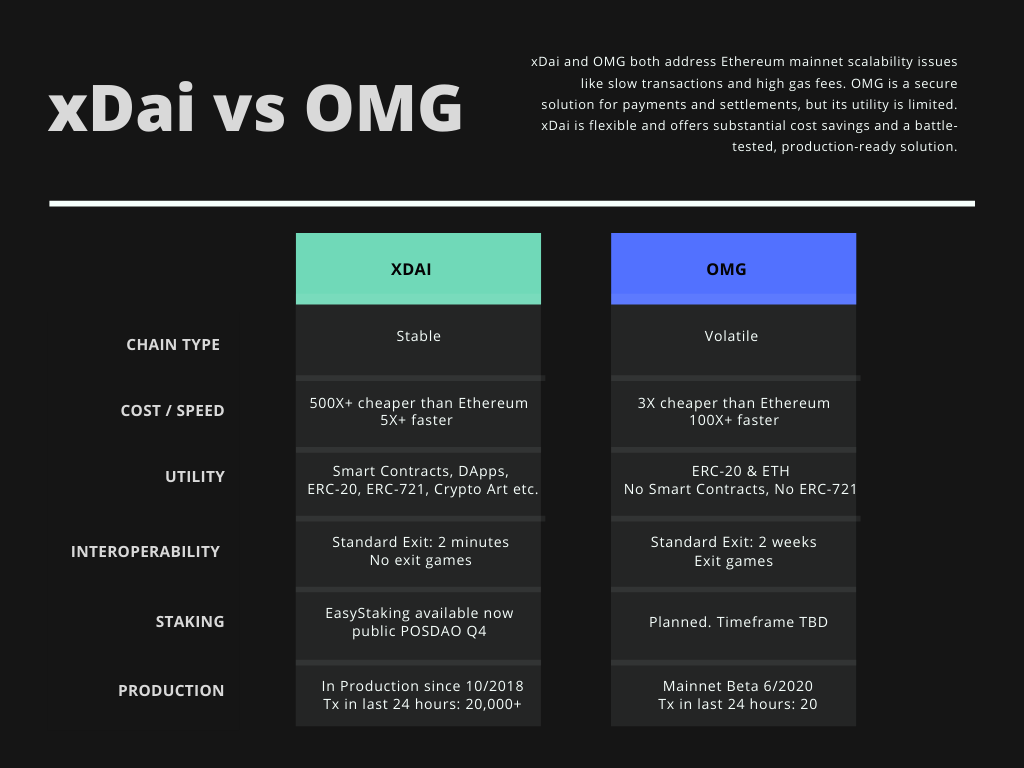 xDai vs OMG
xDai and OMG both address Ethereum mainnet scalability issues
like slow transactions and high gas fees. OMG is a secure
solution for payments and settlements, but its utility is limited.
xDai is flexible and offers substantial cost savings and a battle-
tested, production-ready solution.
XDAI
OMG
CHAIN TYPE
Stable
Volatile
COST / SPEED
500X+ cheaper than Ethereum
5X+ faster
3X cheaper than Ethereum
100X+ faster
UTILITY
Smart Contracts, DApps,
ERC-20, ERC-721, Crypto Art etc.
ERC-20 & ETH
No Smart Contracts, No ERC-721
INTEROPERABILITY
Standard Exit: 2 minutes
No exit games
Standard Exit: 2 weeks
Exit games
STAKING
EasyStaking available now
public POSDAO Q4
Planned. Timeframe TBD
PRODUCTION
In Production since 10/2018
Tx in last 24 hours: 20,000+
Mainnet Beta 6/2020
Tx in last 24 hours: 20